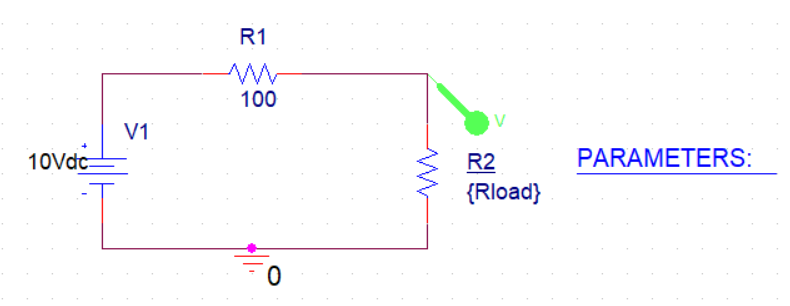 R1
100
V1
+
10Vdc
-
V
R2
{Rload}
PARAMETERS:
0